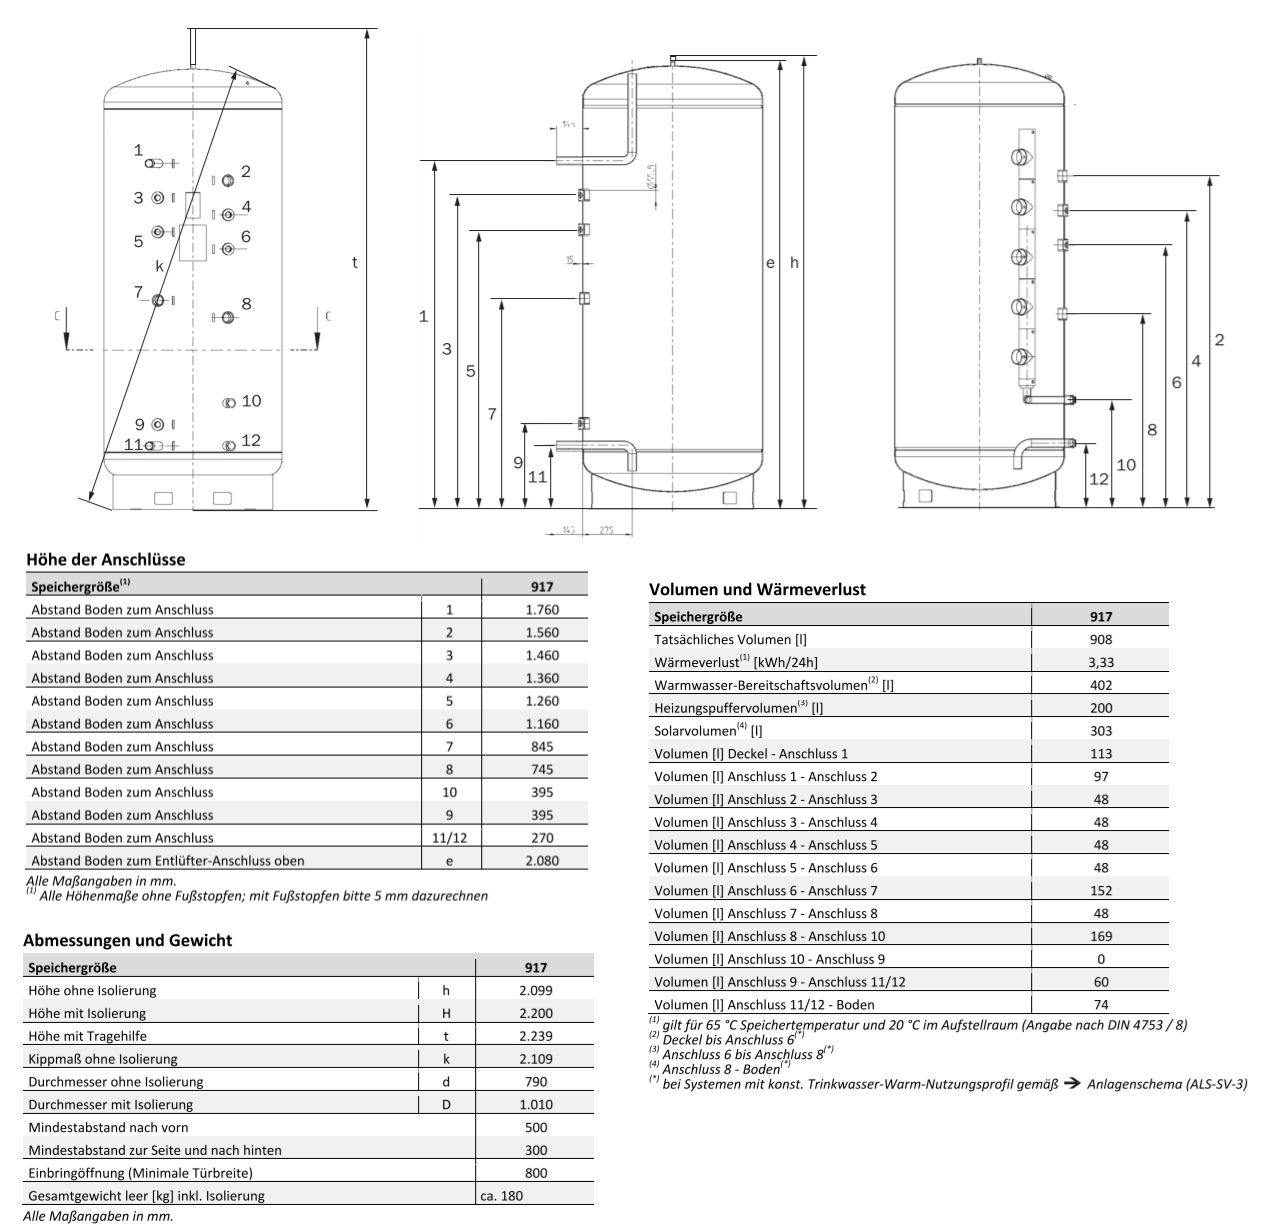 1
2
3
4
5
6
k
7
8
C
9
10
11
12
t
145
Ø55,9
15
1
3
5
7
9
11
e
h
145
275
2
4
6
8
10
12
Höhe der Anschlüsse
Speichergröße(1) 917
Abstand Boden zum Anschluss 1 1.760
Abstand Boden zum Anschluss 2 1.560
Abstand Boden zum Anschluss 3 1.460
Abstand Boden zum Anschluss 4 1.360
Abstand Boden zum Anschluss 5 1.260
Abstand Boden zum Anschluss 6 1.160
Abstand Boden zum Anschluss 7 845
Abstand Boden zum Anschluss 8 745
Abstand Boden zum Anschluss 10 395
Abstand Boden zum Anschluss 9 395
Abstand Boden zum Anschluss 11/12 270
Abstand Boden zum Entlüfter-Anschluss oben e 2.080
Alle Maßangaben in mm.
(1) Alle Höhenmaße ohne Fußstopfen; mit Fußstopfen bitte 5 mm dazurechnen
Abmessungen und Gewicht
Speichergröße 917
Höhe ohne Isolierung h 2.099
Höhe mit Isolierung H 2.200
Höhe mit Tragehilfe t 2.239
Kippmaß ohne Isolierung k 2.109
Durchmesser ohne Isolierung d 790
Durchmesser mit Isolierung D 1.010
Mindestabstand nach vorn 500
Mindestabstand zur Seite und nach hinten 300
Einbringöffnung (Minimale Türbreite) 800
Gesamtgewicht leer [kg] inkl. Isolierung ca. 180
Alle Maßangaben in mm.
Volumen und Wärmeverlust
Speichergröße 917
Tatsächliches Volumen [l] 908
Wärmeverlust(1) [kWh/24h] 3,33
Warmwasser-Bereitschaftsvolumen(2) [l] 402
Heizungspuffervolumen(3) [l] 200
Solarvolumen(4) [l] 303
Volumen [l] Deckel - Anschluss 1 113
Volumen [l] Anschluss 1 - Anschluss 2 97
Volumen [l] Anschluss 2 - Anschluss 3 48
Volumen [l] Anschluss 3 - Anschluss 4 48
Volumen [l] Anschluss 4 - Anschluss 5 48
Volumen [l] Anschluss 5 - Anschluss 6 48
Volumen [l] Anschluss 6 - Anschluss 7 152
Volumen [l] Anschluss 7 - Anschluss 8 48
Volumen [l] Anschluss 8 - Anschluss 10 169
Volumen [l] Anschluss 10 - Anschluss 9 0
Volumen [l] Anschluss 9 - Anschluss 11/12 60
Volumen [l] Anschluss 11/12 - Boden 74
(1) gilt für 65 °C Speichertemperatur und 20 °C im Aufstellraum (Angabe nach DIN 4753 / 8)
(2) Deckel bis Anschluss 6(*)
(3) Anschluss 6 bis Anschluss 8(*)
(4) Anschluss 8 - Boden(*)
(*) bei Systemen mit konst. Trinkwasser-Warm-Nutzungsprofil gemäß ➔ Anlagenschema (ALS-SV-3)